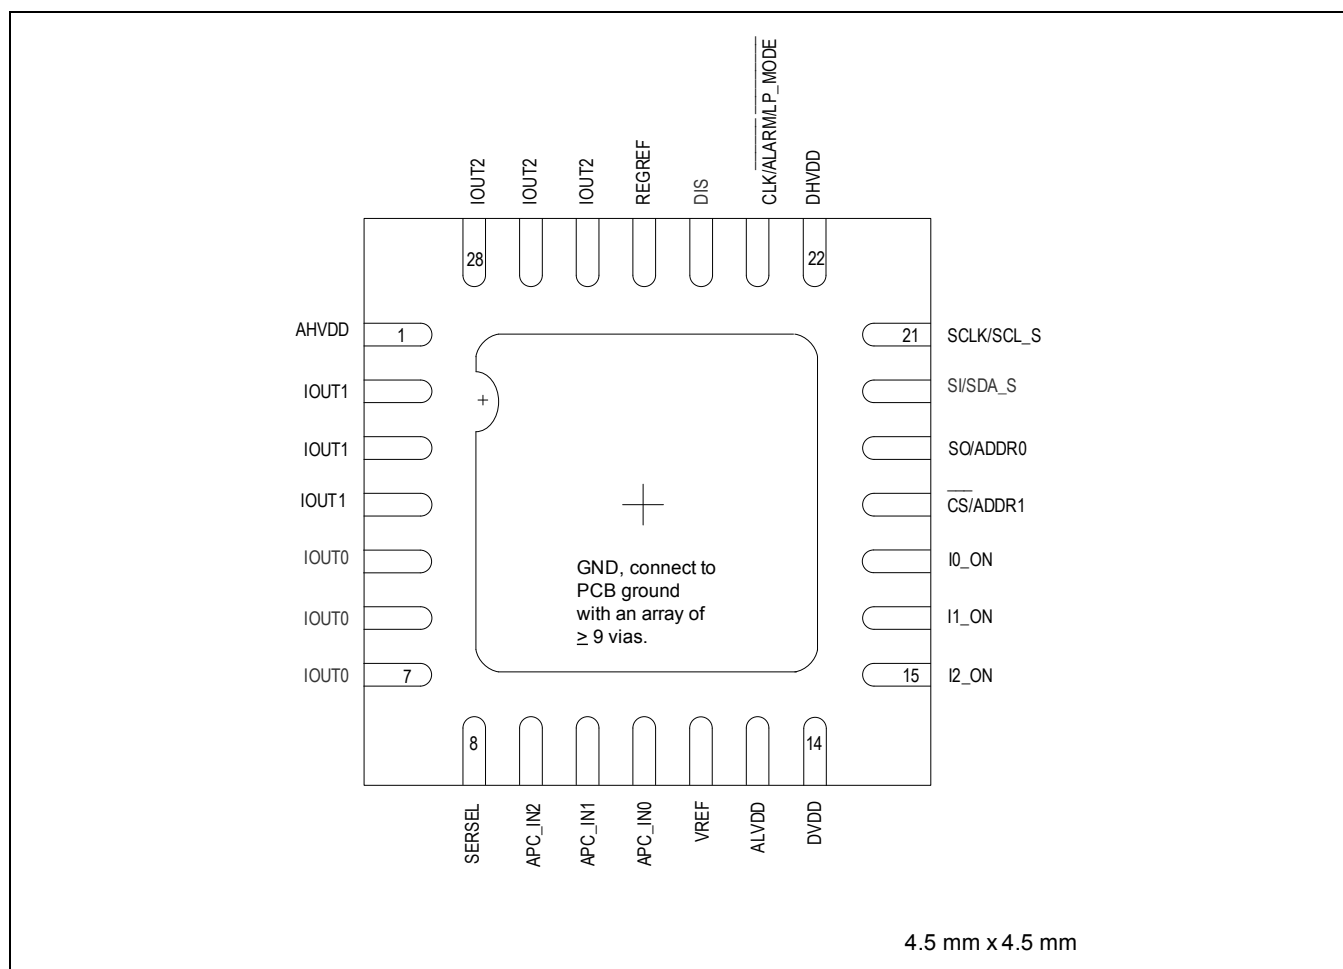 IOUT2
IOUT2
IOUT2
REGREF
DIS
CLK/ALARM/LP_MODE
DHVDD
28
22
AHVDD
1
21
SCLK/SCL_S
IOUT1
SI/SDA_S
IOUT1
SO/ADDR0
IOUT1
CS/ADDR1
IOUT0
I0_ON
IOUT0
I1_ON
IOUT0
7
15
I2_ON
GND, connect to
PCB ground
with an array of
≥ 9 vias.
8
14
SERSEL
APC_IN2
APC_IN1
APC_IN0
VREF
ALVDD
DVDD
4.5 mm x 4.5 mm